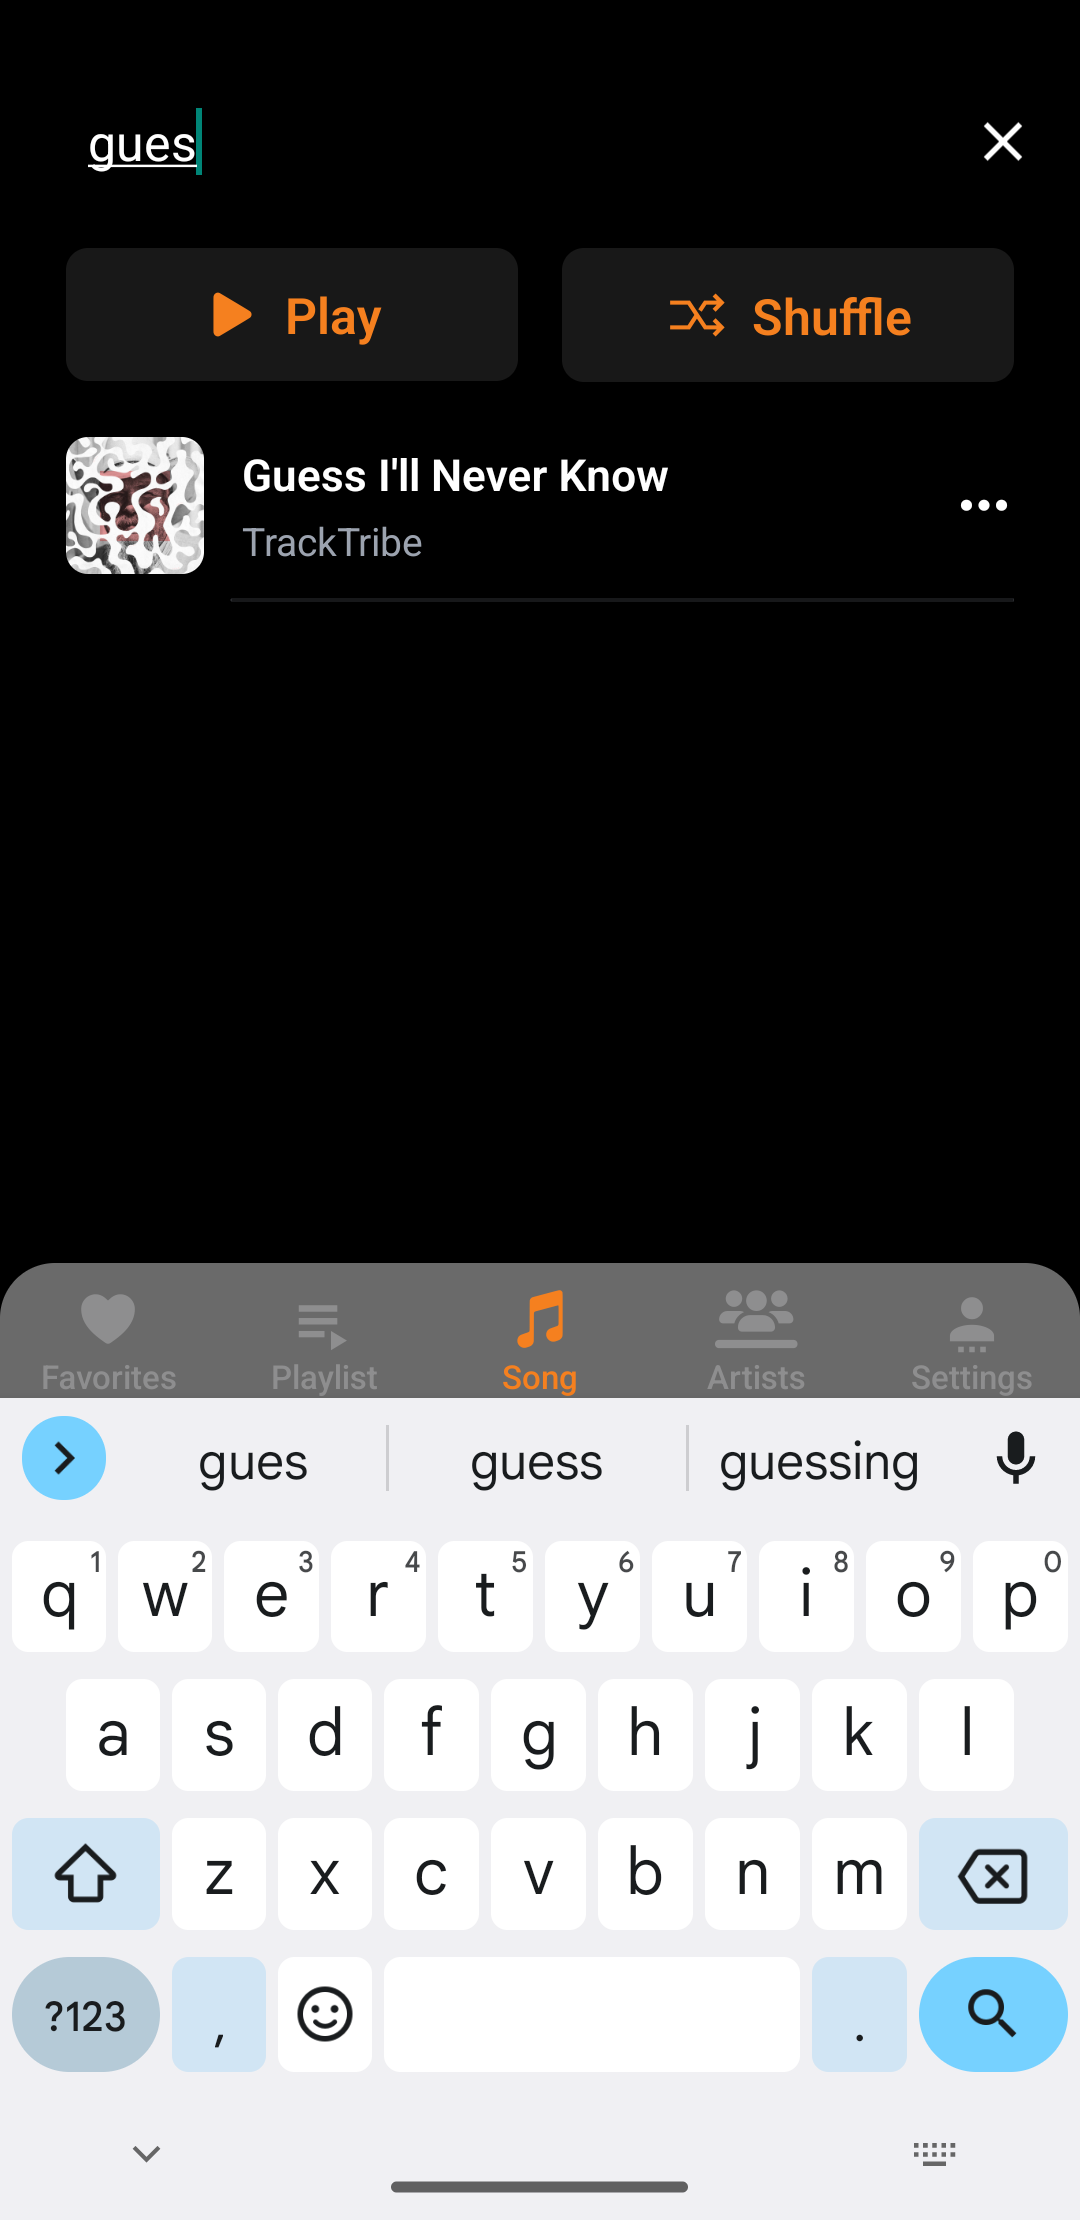 gues
Play
Shuffle
Guess I'll Never Know
TrackTribe
Favorites
Playlist
Song
Artists
Settings
gues
guess
guessing
q 1 w 2 e 3 r 4 t 5 y 6 u 7 i 8 o 9 p 0
a s d f g h j k l
z x c v b n m
?123 , .